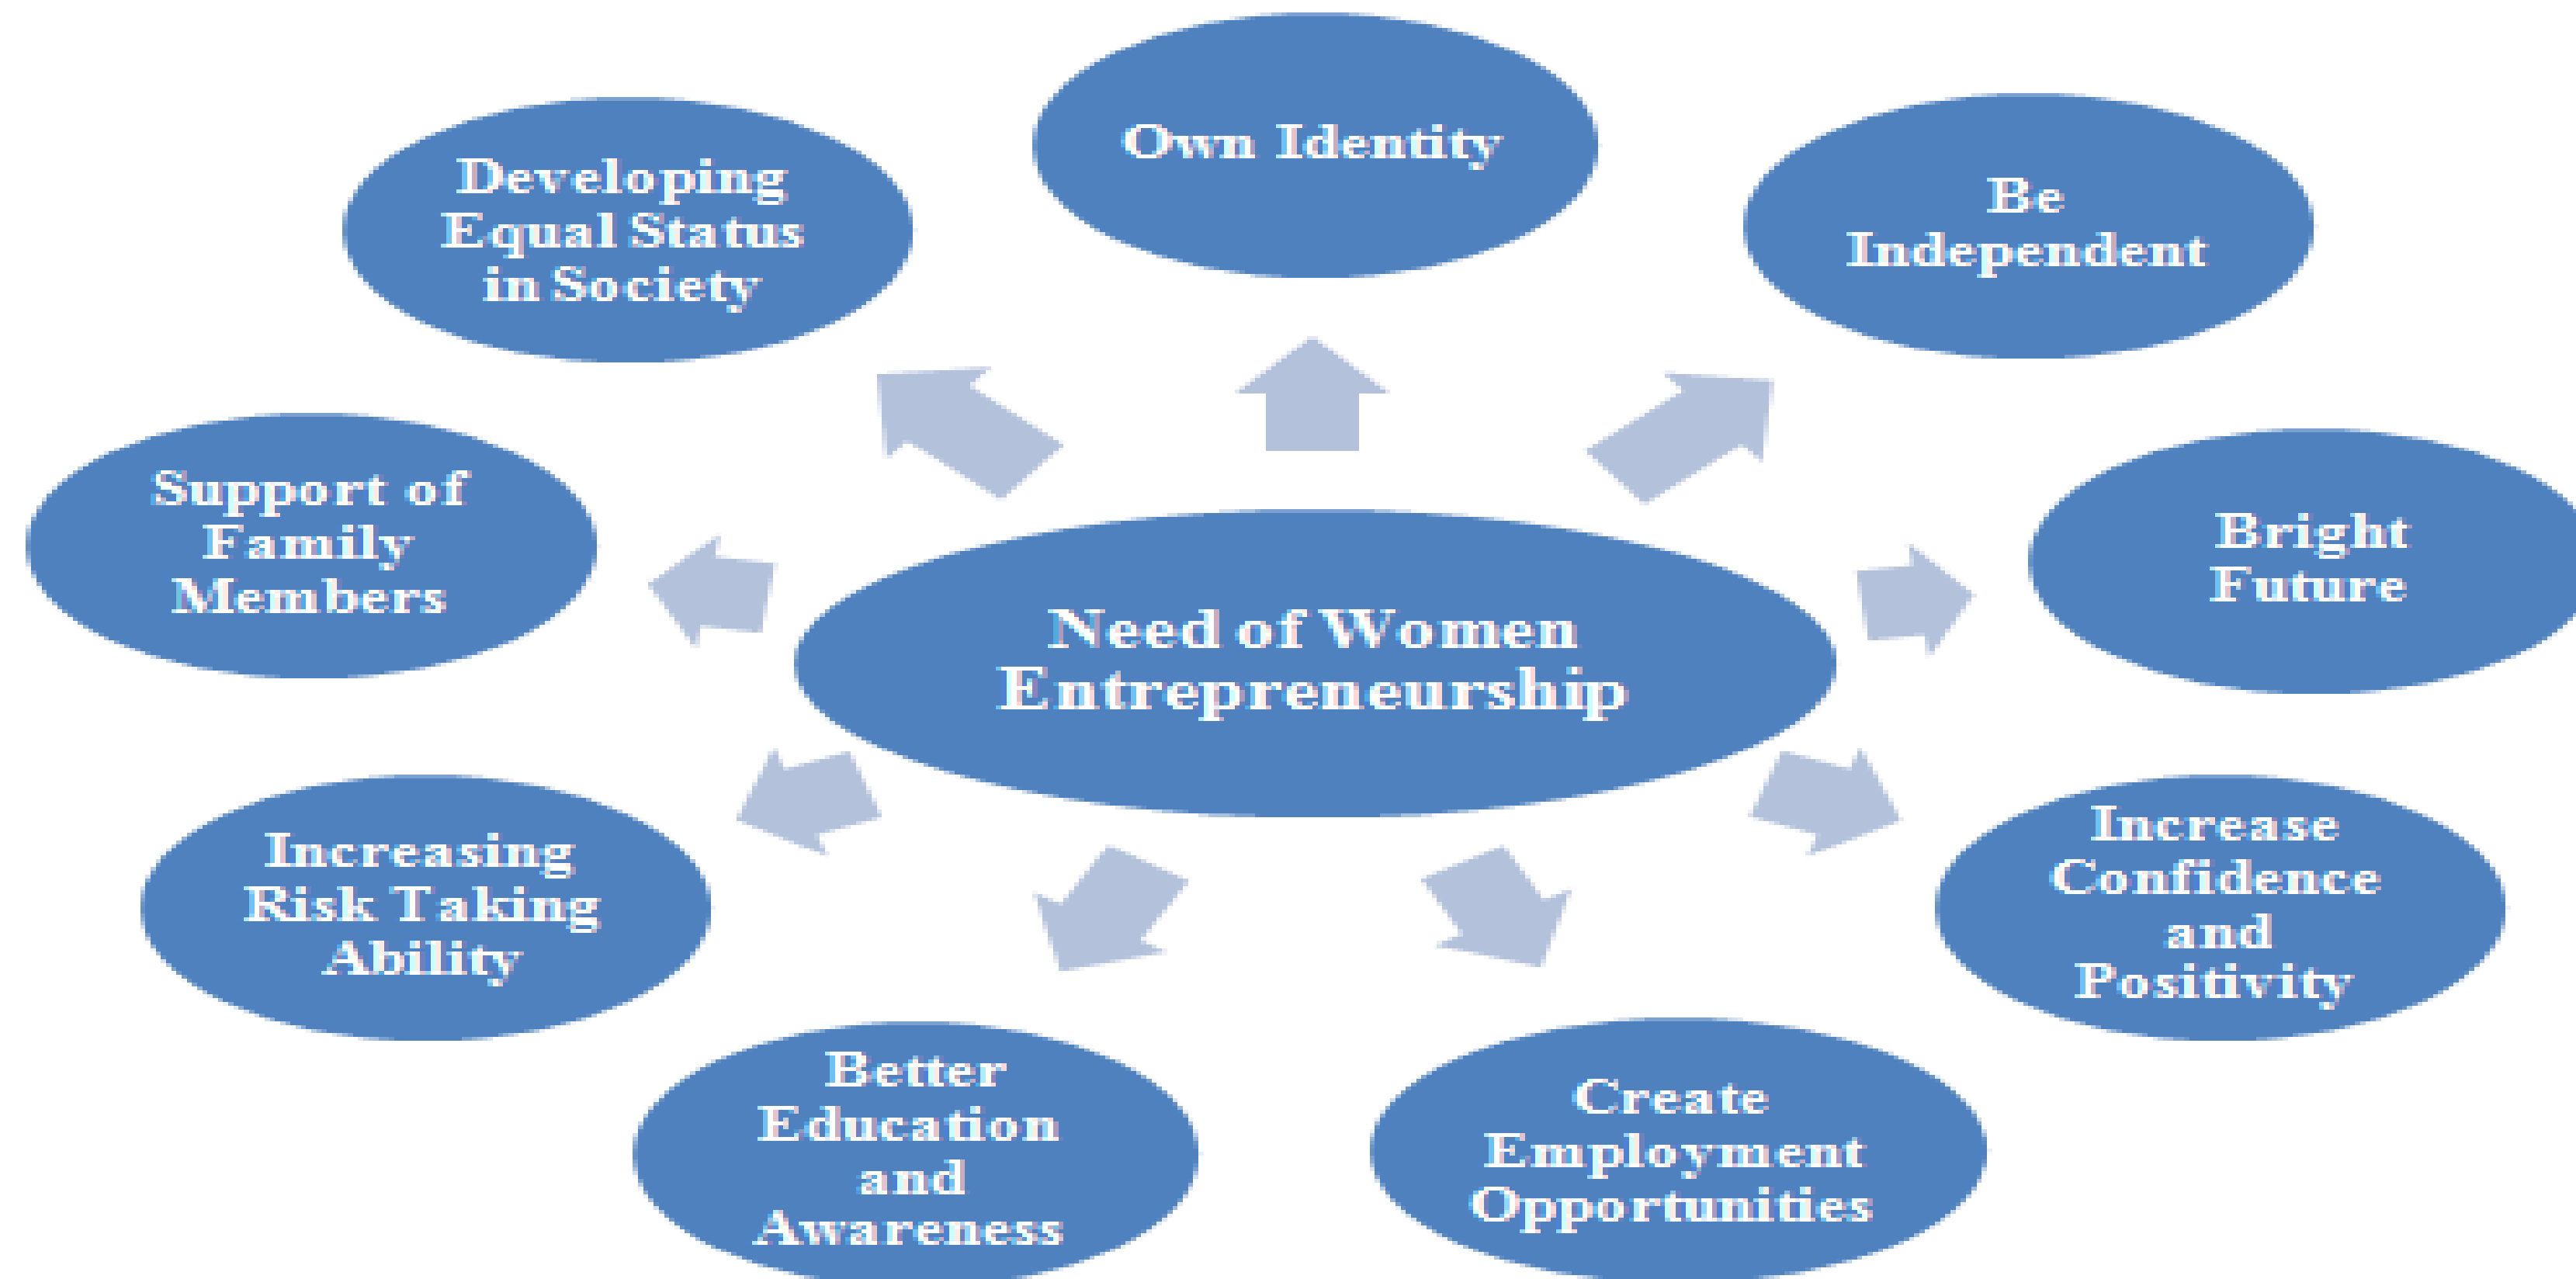 Own Identity
Be
Independent
Bright
Future
Increase
Confidence
and
Positivity
Create
Employment
Opportunities
Better
Education
and
Awareness
Increasing
Risk Taking
Ability
Support of
Family
Members
Developing
Equal Status
in Society
Need of Women
Entrepreneurship